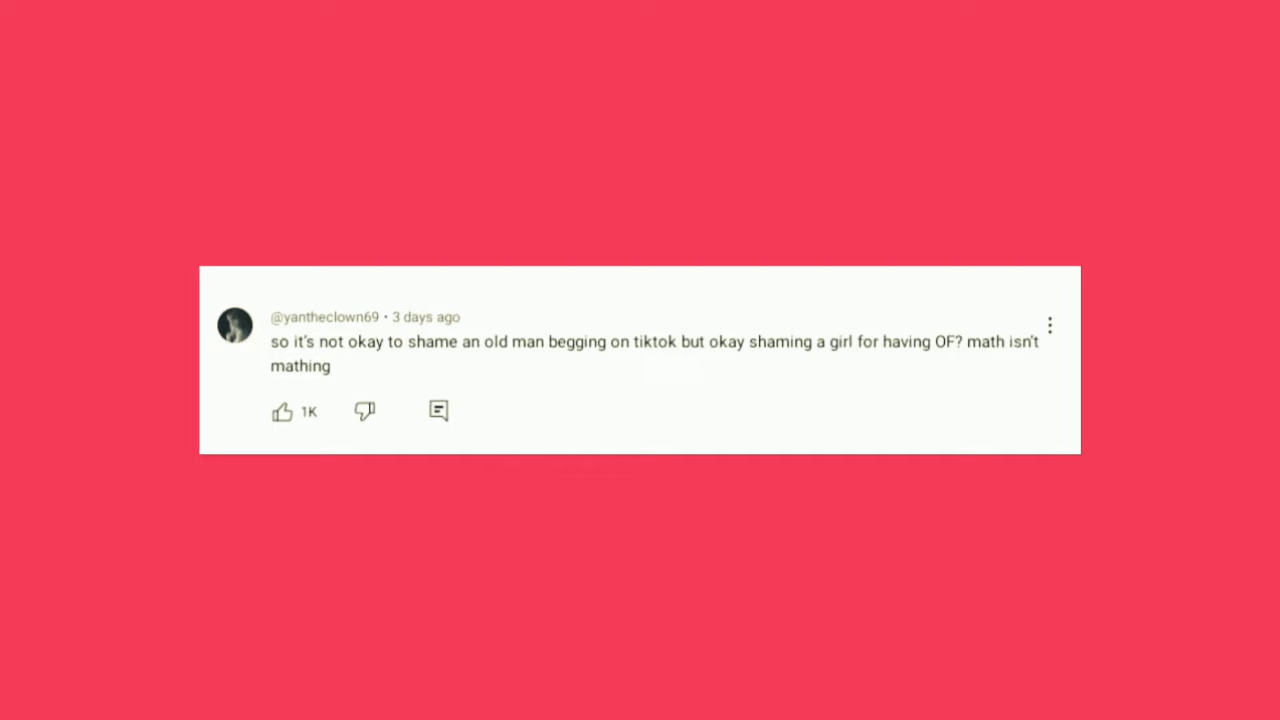 @yantheclown69 • 3 days ago
so it's not okay to shame an old man begging on tiktok but okay shaming a girl for having OF? math isn't
mathing
1K